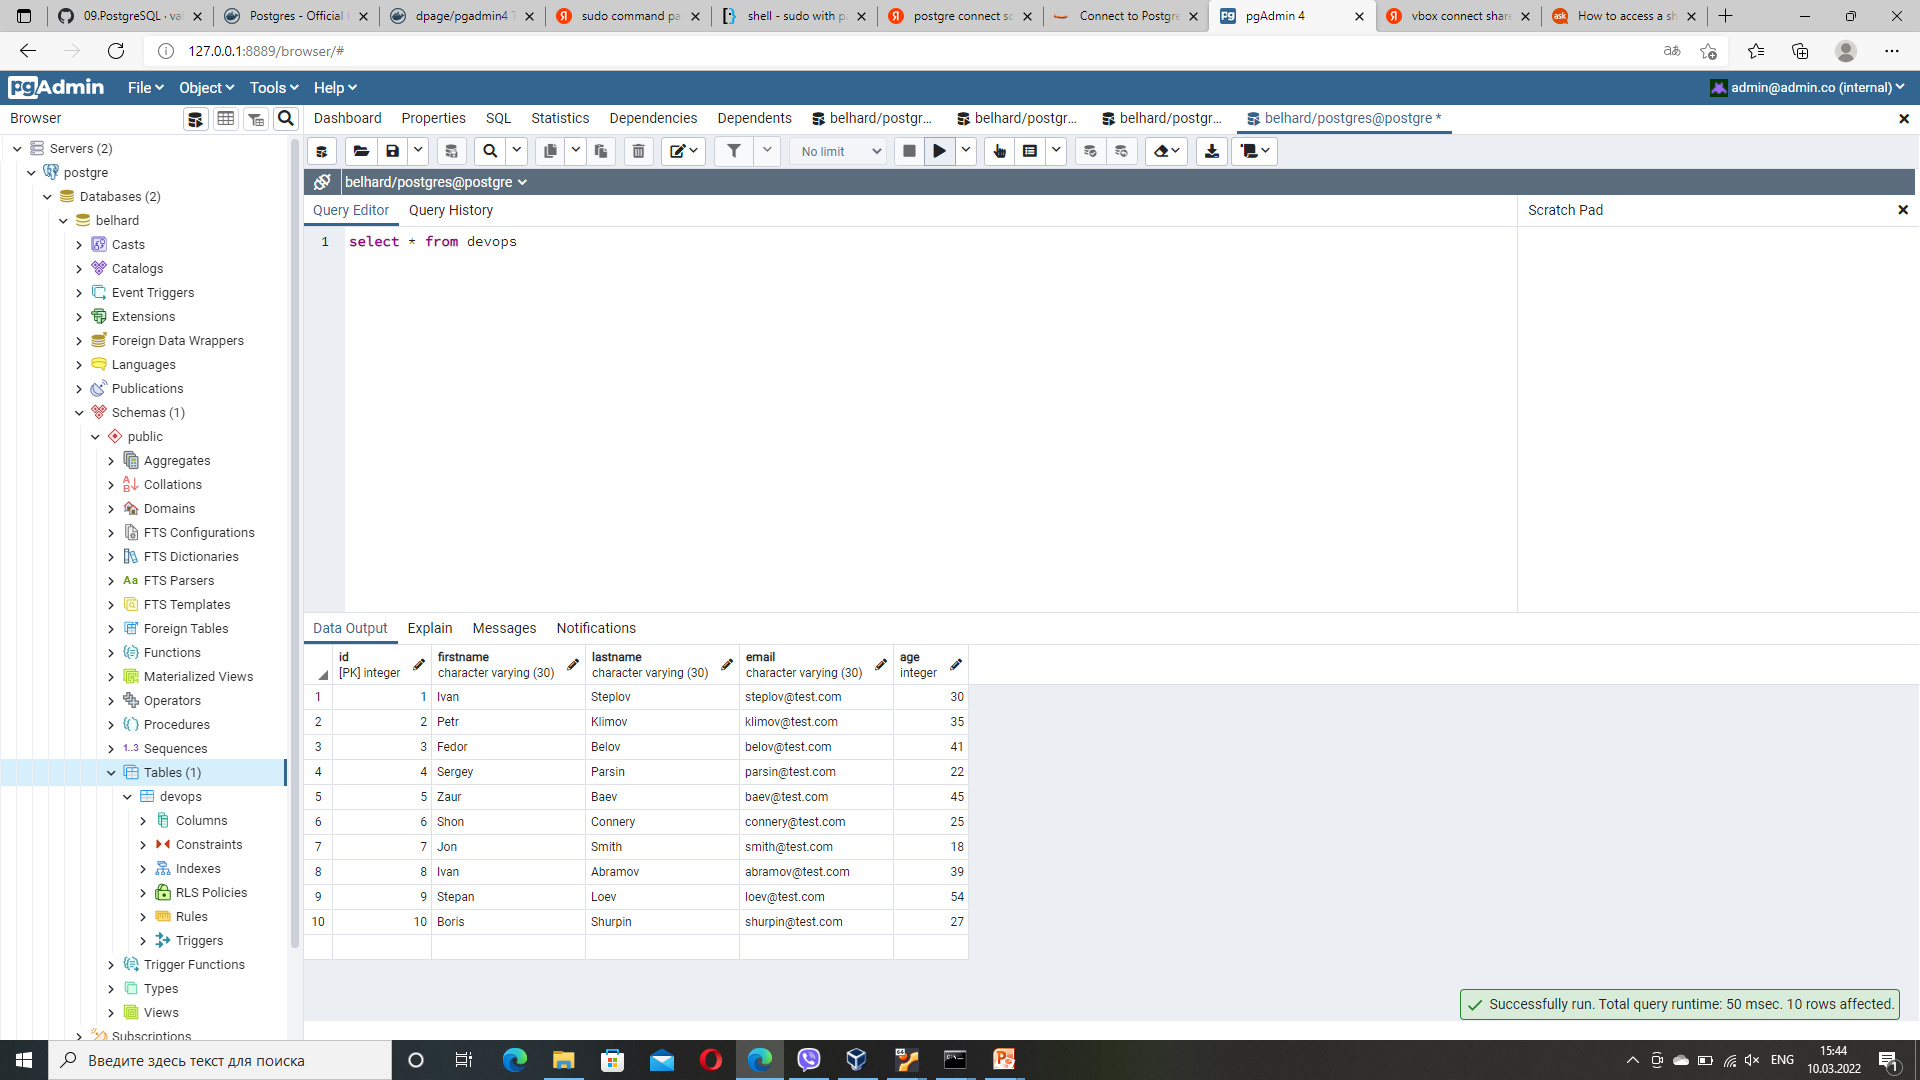 09.PostgreSQL · va
Postgres - Official
dpage/pgadmin4
sudo command pa
shell - sudo with p
postgre connect sc
Connect to Postgre
pgAdmin 4
vbox connect share
How to access a sh
127.0.0.1:8889/browser/#
pgAdmin File Object Tools Help admin@admin.co (internal)
Browser
Dashboard Properties SQL Statistics Dependencies Dependents belhard/postgr... belhard/postgr... belhard/postgr... belhard/postgres@postgre *
No limit
belhard/postgres@postgre
Query Editor Query History
Scratch Pad
1 select * from devops
Servers (2)
postgre
Databases (2)
belhard
Casts
Catalogs
Event Triggers
Extensions
Foreign Data Wrappers
Languages
Publications
Schemas (1)
public
Aggregates
Collations
Domains
FTS Configurations
FTS Dictionaries
Aa FTS Parsers
FTS Templates
Foreign Tables
Functions
Materialized Views
Operators
Procedures
1..3 Sequences
Tables (1)
devops
Columns
Constraints
Indexes
RLS Policies
Rules
Triggers
Trigger Functions
Types
Views
Subscriptions
Data Output Explain Messages Notifications
id firstname lastname email age
[PK] integer character varying (30) character varying (30) character varying (30) integer
1 1 Ivan Steplov steplov@test.com 30
2 2 Petr Klimov klimov@test.com 35
3 3 Fedor Belov belov@test.com 41
4 4 Sergey Parsin parsin@test.com 22
5 5 Zaur Baev baev@test.com 45
6 6 Shon Connery connery@test.com 25
7 7 Jon Smith smith@test.com 18
8 8 Ivan Abramov abramov@test.com 39
9 9 Stepan Loev loev@test.com 54
10 10 Boris Shurpin shurpin@test.com 27
Successfully run. Total query runtime: 50 msec. 10 rows affected.
Введите здесь текст для поиска
ENG
15:44
10.03.2022
1